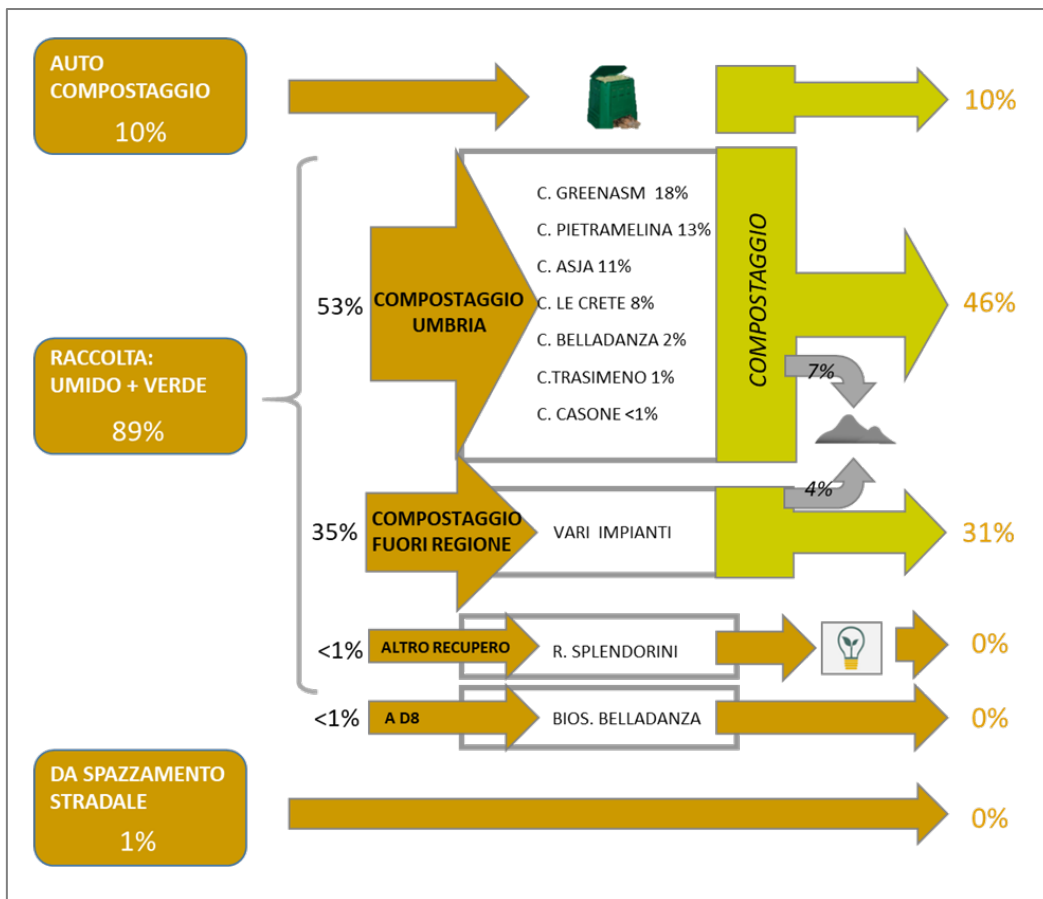 AUTO
COMPOSTAGGIO
10%
10%
C. GREENASM 18%
C. PIETRAMELINA 13%
C. ASJA 11%
C. LE CRETE 8%
C. BELLADANZA 2%
C.TRASIMENO 1%
C. CASONE <1%
53%
COMPOSTAGGIO
UMBRIA
COMPOSTAGGIO
46%
7%
RACCOLTA:
UMIDO + VERDE
89%
4%
35%
COMPOSTAGGIO
FUORI REGIONE
VARI IMPIANTI
31%
<1%
ALTRO RECUPERO
R. SPLENDORINI
0%
<1%
A D8
BIOS. BELLADANZA
0%
DA SPAZZAMENTO
STRADALE
1%
0%